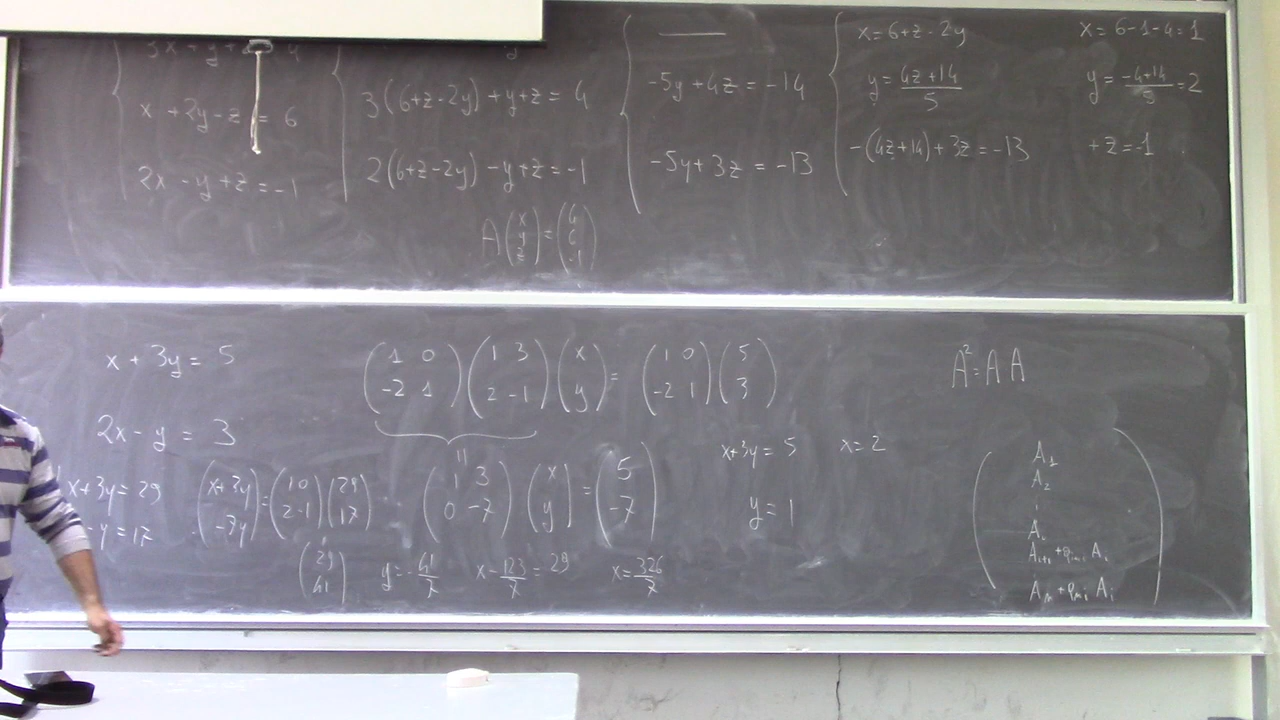 3x + y + z = 4
x + 2y - z = 6
2x - y + z = -1
3(6+z-2y) + y+z = 4
2(6+z-2y) - y+z = -1
-5y + 4z = -14
-5y + 3z = -13
x = 6+z-2y
y = (4z+14)/5
-(4z+14) + 3z = -13
x = 6-1-4 = 1
y = (-4+14)/5 = 2
+z = -1
A (x y z) = (4 6 -1)
x + 3y = 5
2x - y = 3
(1 0 / -2 1) (1 3 / 2 -1) (x / y) = (1 0 / -2 1) (5 / 3)
A² = A A
x + 3y = 29
-y = 17
(x+3y / -7y) = (1 0 / 2 -1) (29 / 17)
(29 / 41)
y = -41/7
x - 123/7 = 29
x = 326/7
"
(1 3 / 0 -7) (x / y) = (5 / -7)
x+3y = 5
x = 2
y = 1
A₁
A₂
⋮
Aᵢ